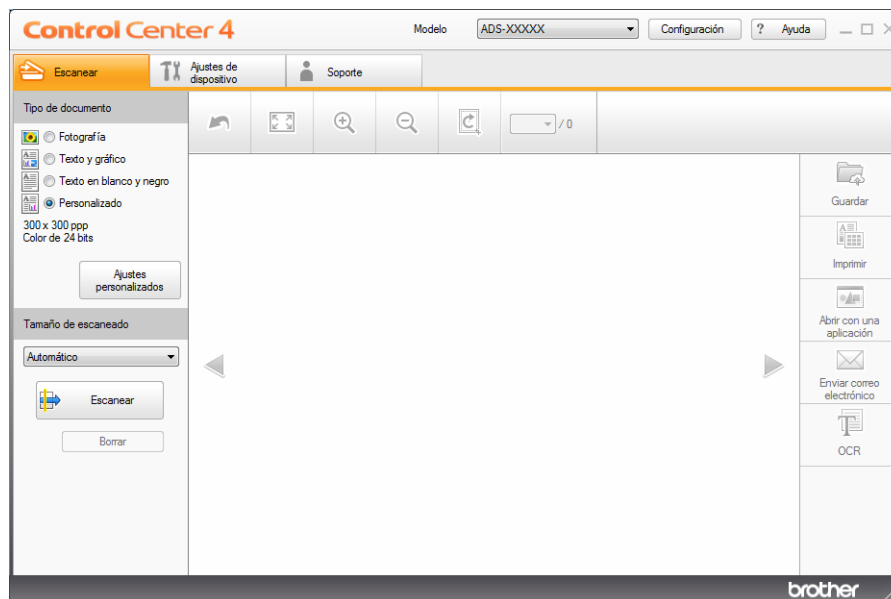 Control Center 4
Modelo
ADS-XXXXX
Configuración
? Ayuda
Escanear
Ajustes de
dispositivo
Soporte
Tipo de documento
Fotografía
Texto y gráfico
Texto en blanco y negro
Personalizado
300 x 300 ppp
Color de 24 bits
Ajustes
personalizados
Tamaño de escaneado
Automático
Escanear
Borrar
/ 0
Guardar
Imprimir
Abrir con una
aplicación
Enviar correo
electrónico
OCR
brother